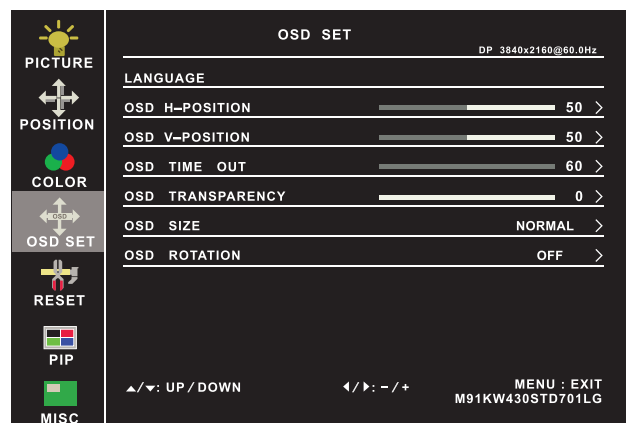 OSD SET
DP 3840x2160@60.0Hz
PICTURE
POSITION
COLOR
OSD
OSD SET
RESET
PIP
MISC
LANGUAGE
OSD H–POSITION 50 >
OSD V–POSITION 50 >
OSD TIME OUT 60 >
OSD TRANSPARENCY 0 >
OSD SIZE NORMAL >
OSD ROTATION OFF >
▲/▼: UP/DOWN ◀/▶: –/+ MENU : EXIT
M91KW430STD701LG